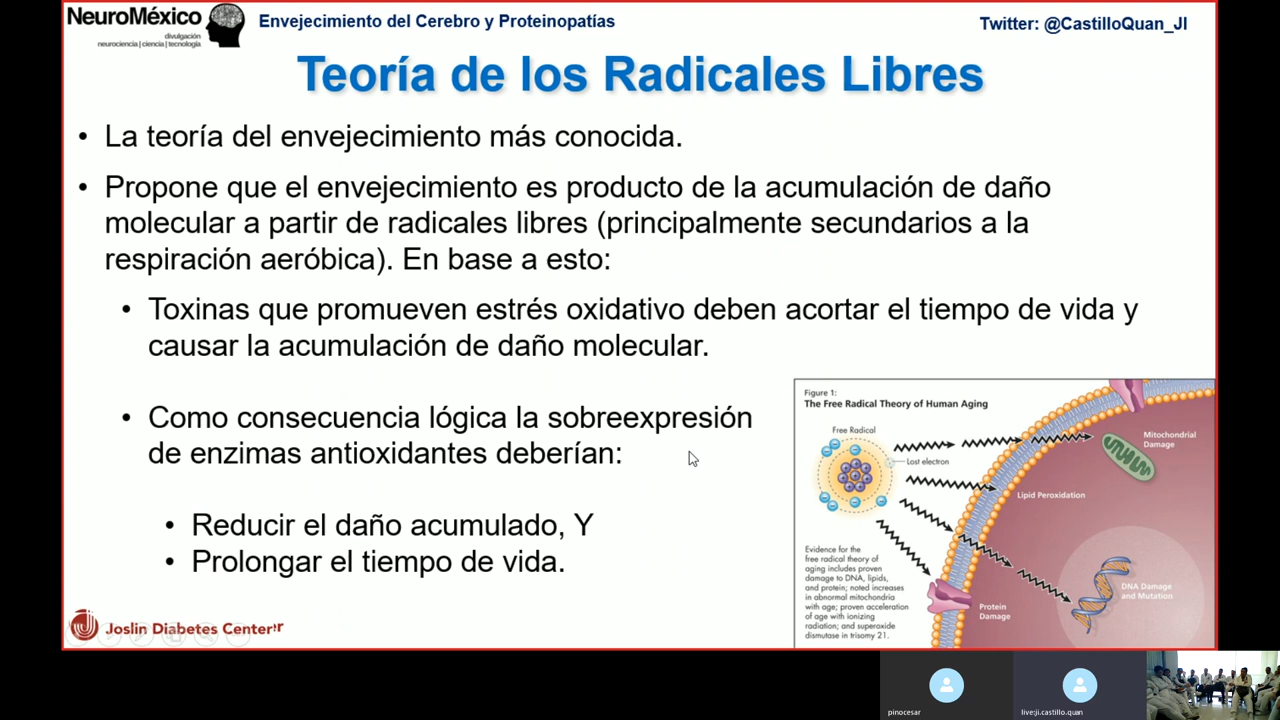 NeuroMéxico
divulgación
neurociencia | ciencia | tecnología
Envejecimiento del Cerebro y Proteinopatías
Twitter: @CastilloQuan_JI
Teoría de los Radicales Libres
• La teoría del envejecimiento más conocida.
• Propone que el envejecimiento es producto de la acumulación de daño
molecular a partir de radicales libres (principalmente secundarios a la
respiración aeróbica). En base a esto:
• Toxinas que promueven estrés oxidativo deben acortar el tiempo de vida y
causar la acumulación de daño molecular.
• Como consecuencia lógica la sobreexpresión
de enzimas antioxidantes deberían:
• Reducir el daño acumulado, Y
• Prolongar el tiempo de vida.
Figure 1:
The Free Radical Theory of Human Aging
Free Radical
Lost electron
Mitochondrial
Damage
Lipid Peroxidation
Evidence for the
free radical theory of
aging includes proven
damage to DNA, lipids,
and protein; noted increases
in abnormal mitochondria
with age; proven acceleration
of age with ionizing
radiation; and superoxide
dismutase in trisomy 21.
DNA Damage
and Mutation
Protein
Damage
Joslin Diabetes Center
pinocesar
live:ji.castillo.quan